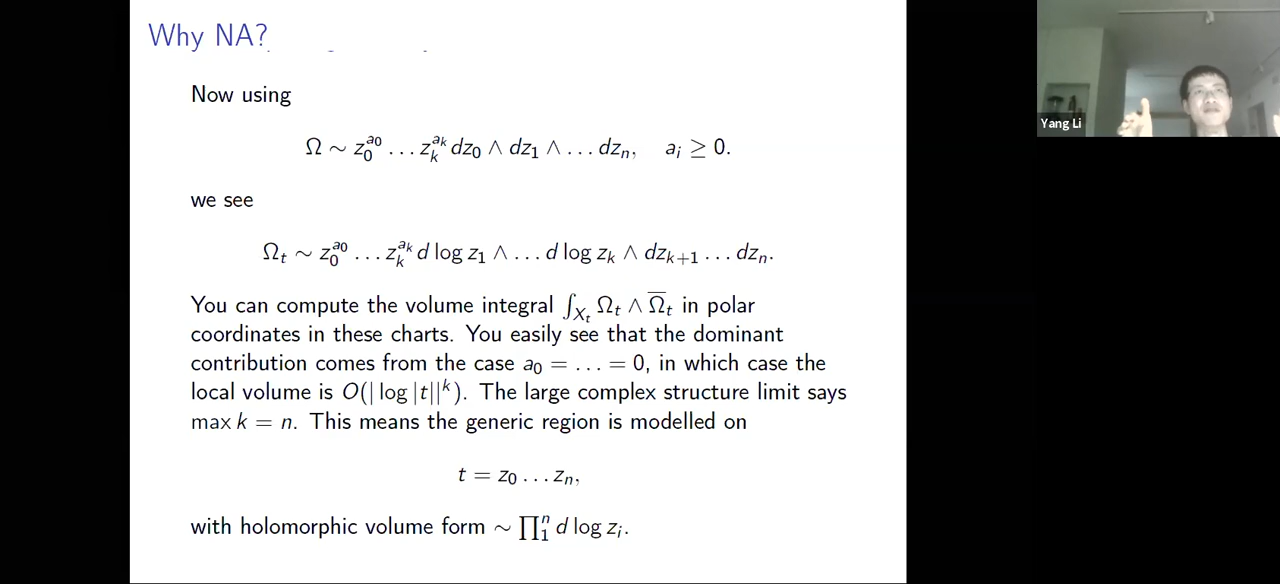 Why NA?
Now using
Ω ∼ z_0^{a_0} … z_k^{a_k} dz_0 ∧ dz_1 ∧ … dz_n, a_i ≥ 0.
we see
Ω_t ∼ z_0^{a_0} … z_k^{a_k} d log z_1 ∧ … d log z_k ∧ dz_{k+1} … dz_n.
You can compute the volume integral ∫_{X_t} Ω_t ∧ \overline{Ω}_t in polar
coordinates in these charts. You easily see that the dominant
contribution comes from the case a_0 = … = 0, in which case the
local volume is O(| log |t||^k). The large complex structure limit says
max k = n. This means the generic region is modelled on
t = z_0 … z_n,
with holomorphic volume form ∼ ∏_1^n d log z_i.
Yang Li